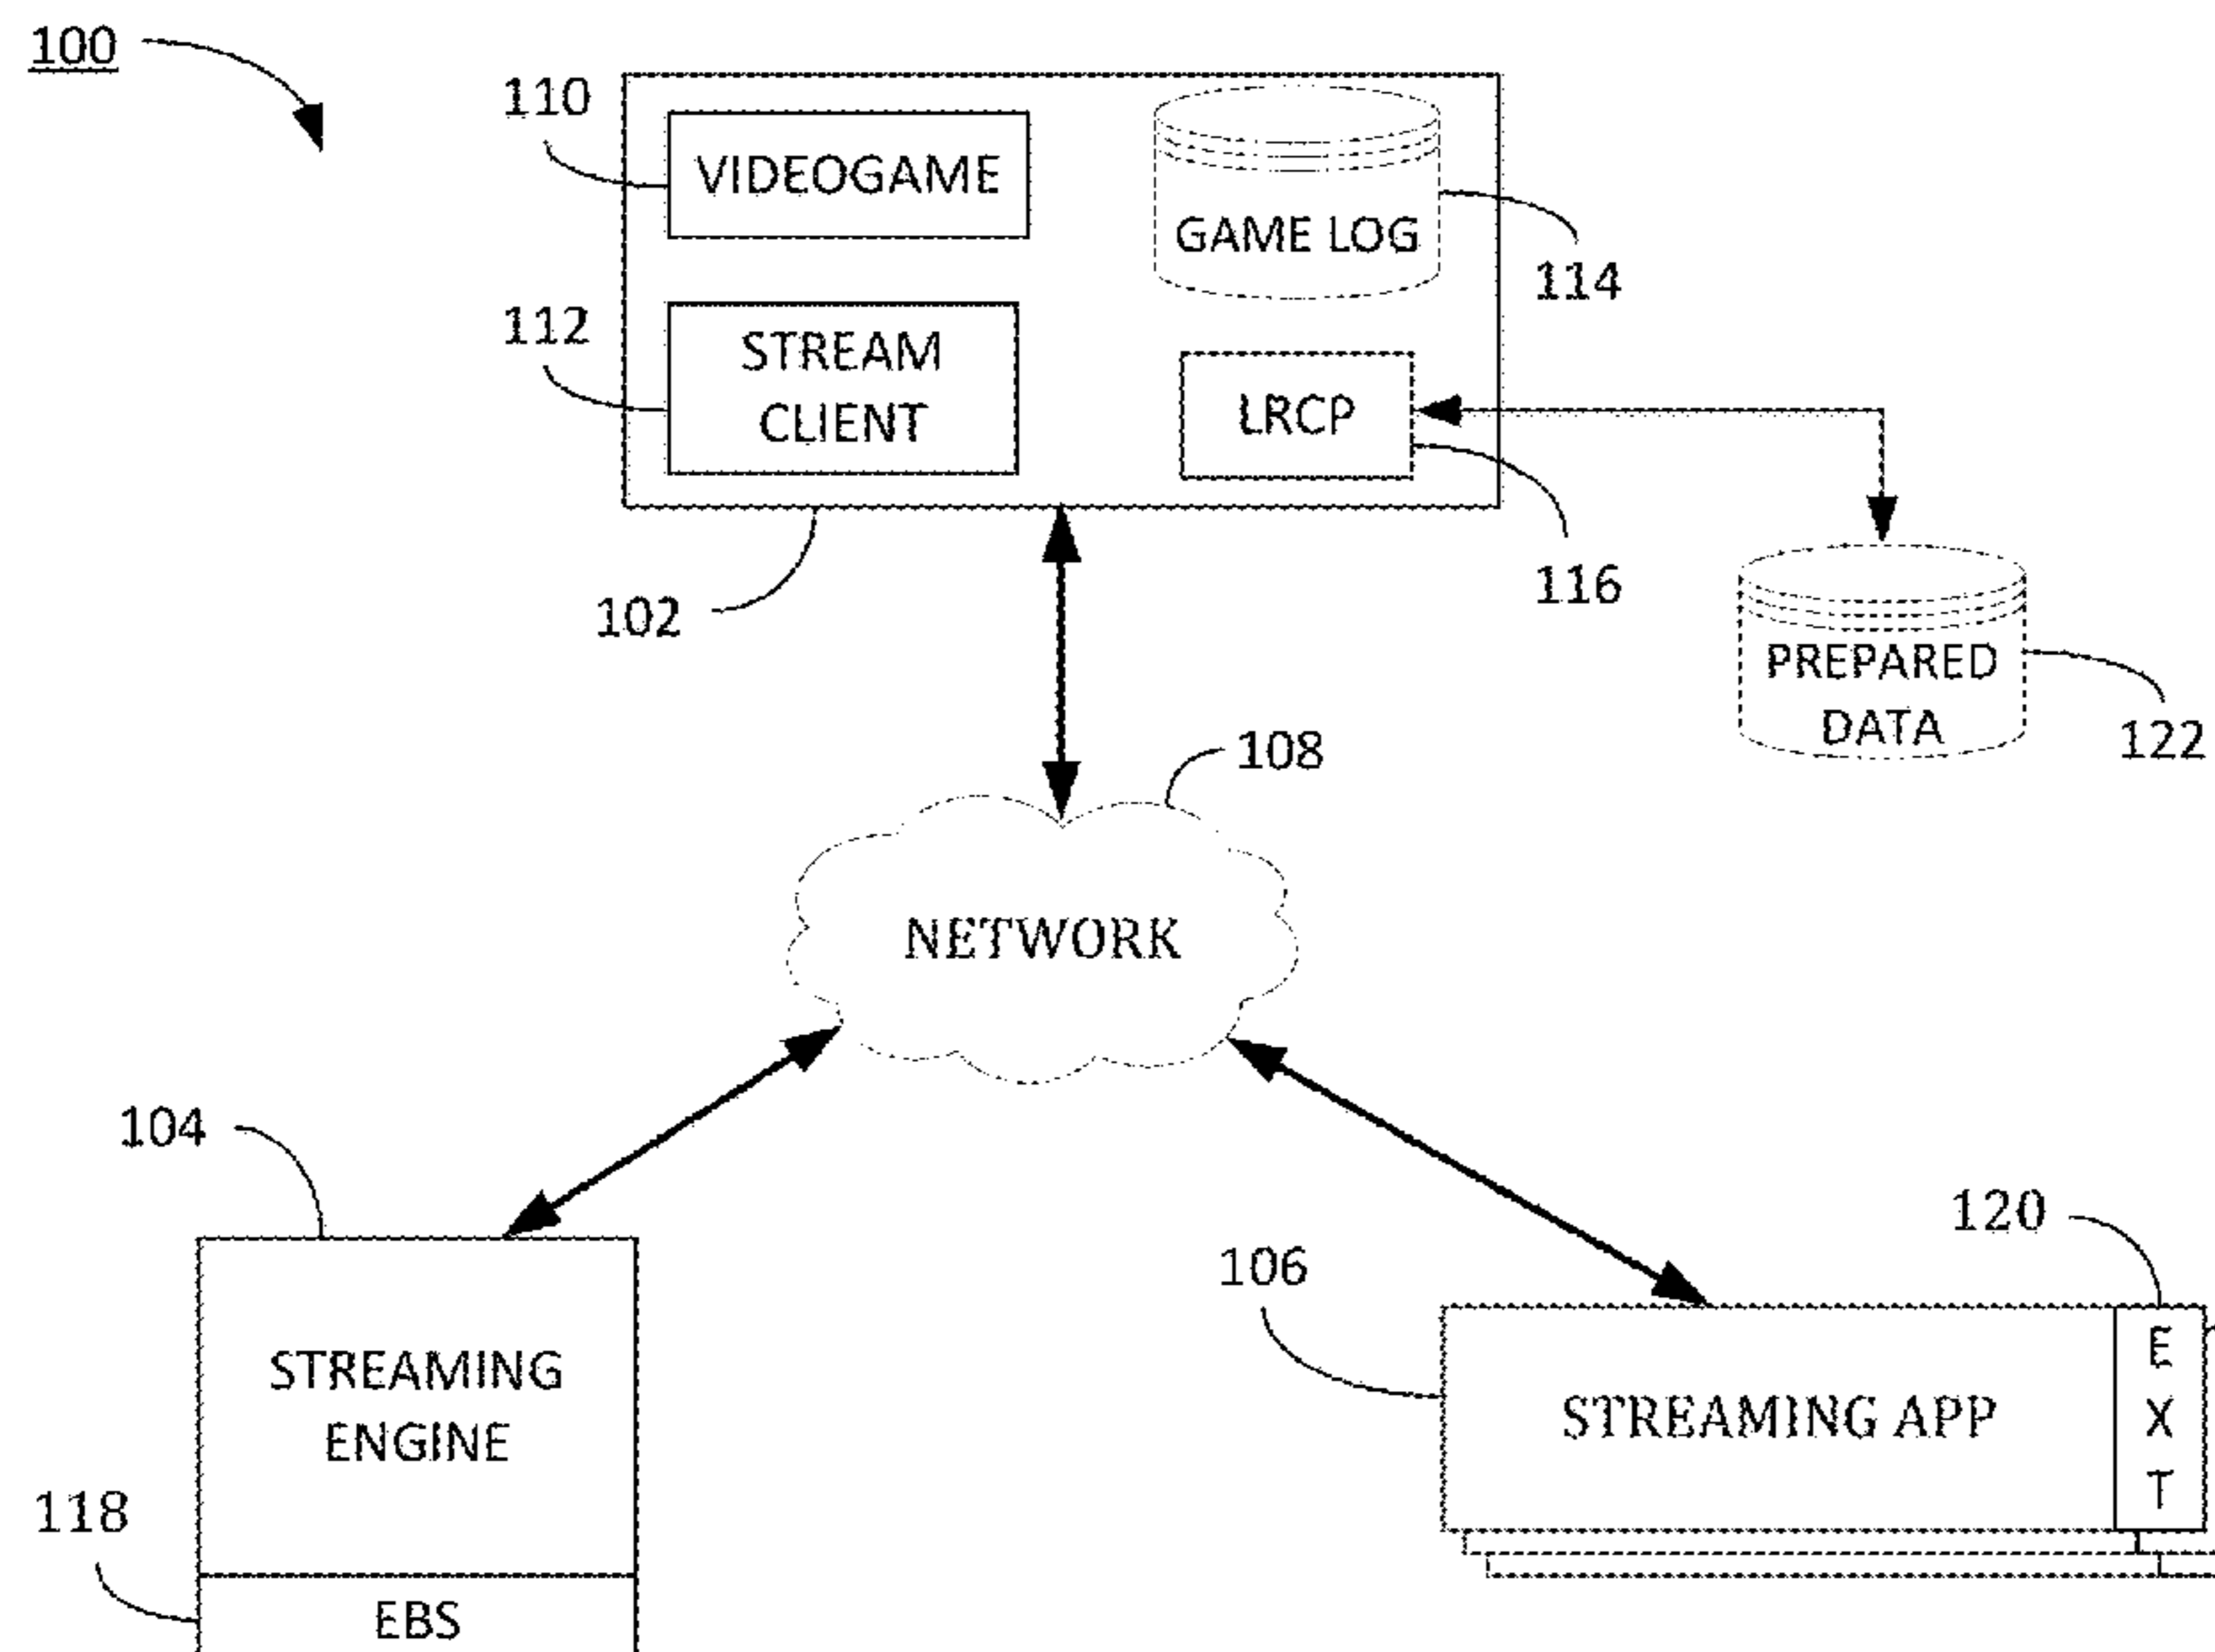 100
110
VIDEOGAME
GAME LOG
114
112
STREAM
CLIENT
LRCP
116
102
PREPARED
DATA
122
108
NETWORK
104
120
106
STREAMING
ENGINE
STREAMING APP
E
X
T
118
EBS